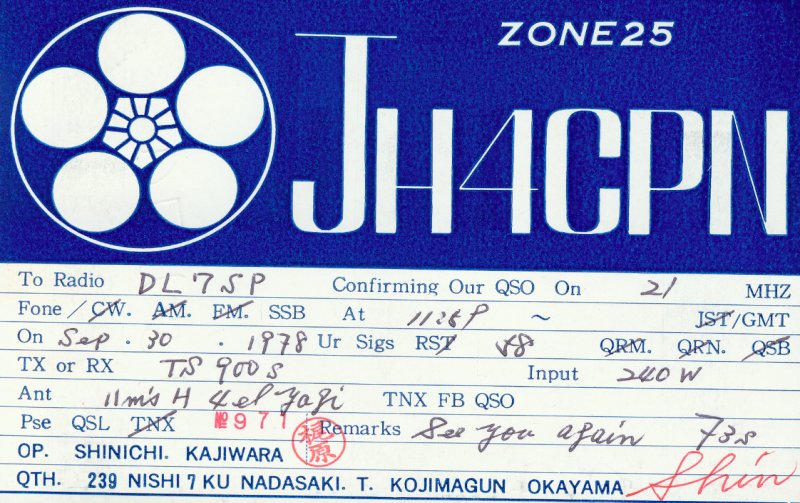 ZONE25
JH4CPN
To Radio DL7SP Confirming Our QSO On 21 MHZ
Fone / CW. AM. FM. SSB At ~ JST/GMT
On Sep. 30. 1978 Ur Sigs RST 58 QRM. QRN. QSB
TX or RX TS 900s Input 240W
Ant 11m's H 4el yagi TNX FB QSO
Pse QSL TNX №971 梶原 Remarks See you again 73s
OP. SHINICHI. KAJIWARA
QTH. 239 NISHI 7 KU NADASAKI. T. KOJIMAGUN OKAYAMA Shin